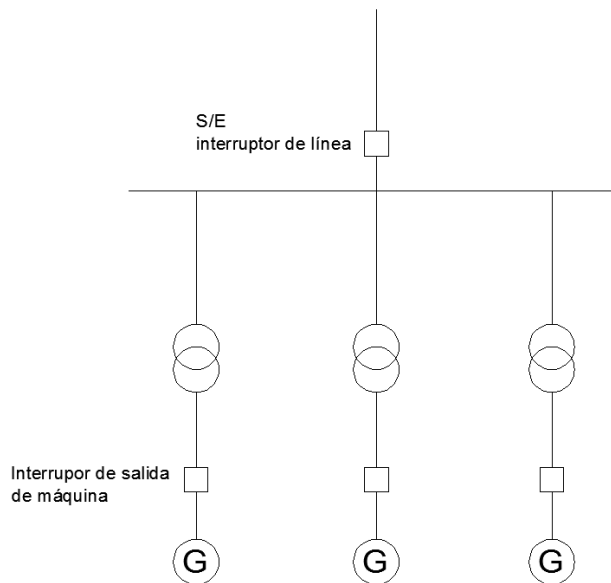 S/E
interruptor de línea
Interrupor de salida
de máquina
G G G